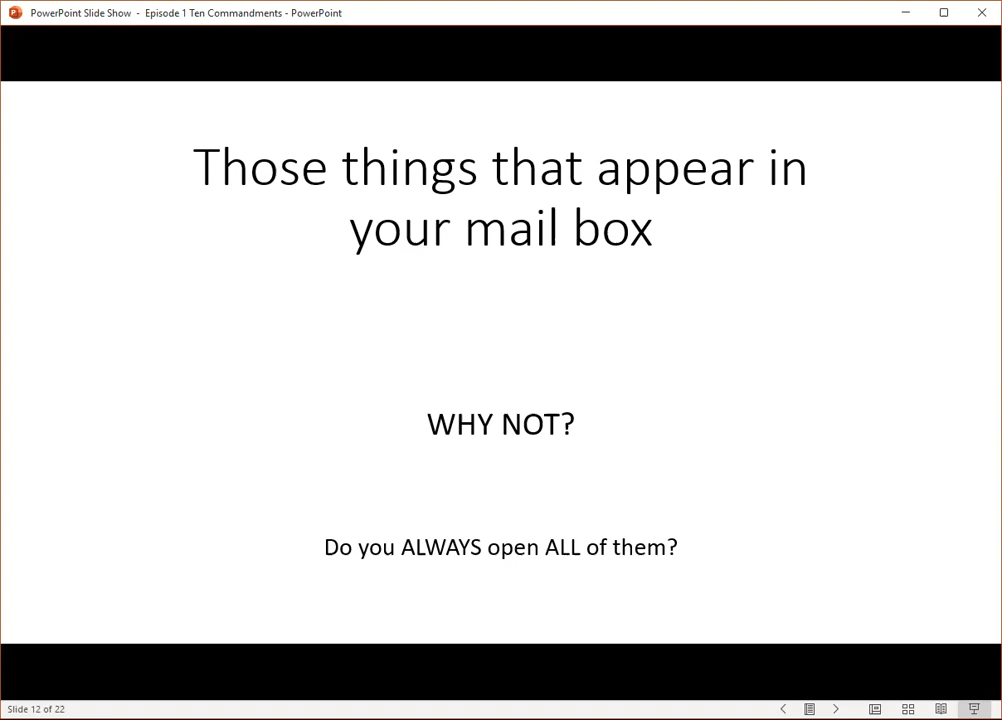 PowerPoint Slide Show - Episode 1 Ten Commandments - PowerPoint
Those things that appear in
your mail box
WHY NOT?
Do you ALWAYS open ALL of them?
Slide 12 of 22